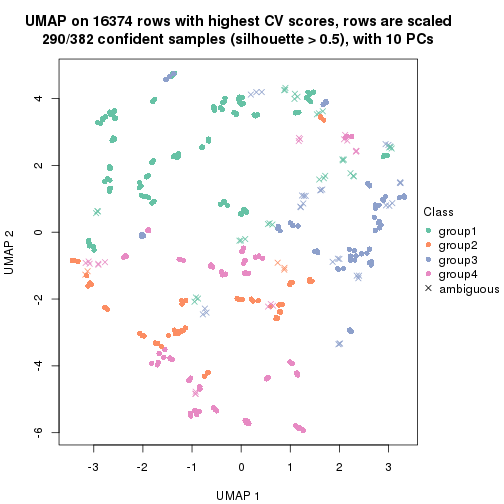 UMAP on 16374 rows with highest CV scores, rows are scaled
290/382 confident samples (silhouette > 0.5), with 10 PCs
4
2
0
-2
-4
-6
UMAP 2
-3
-2
-1
0
1
2
3
UMAP 1
Class
group1
group2
group3
group4
ambiguous